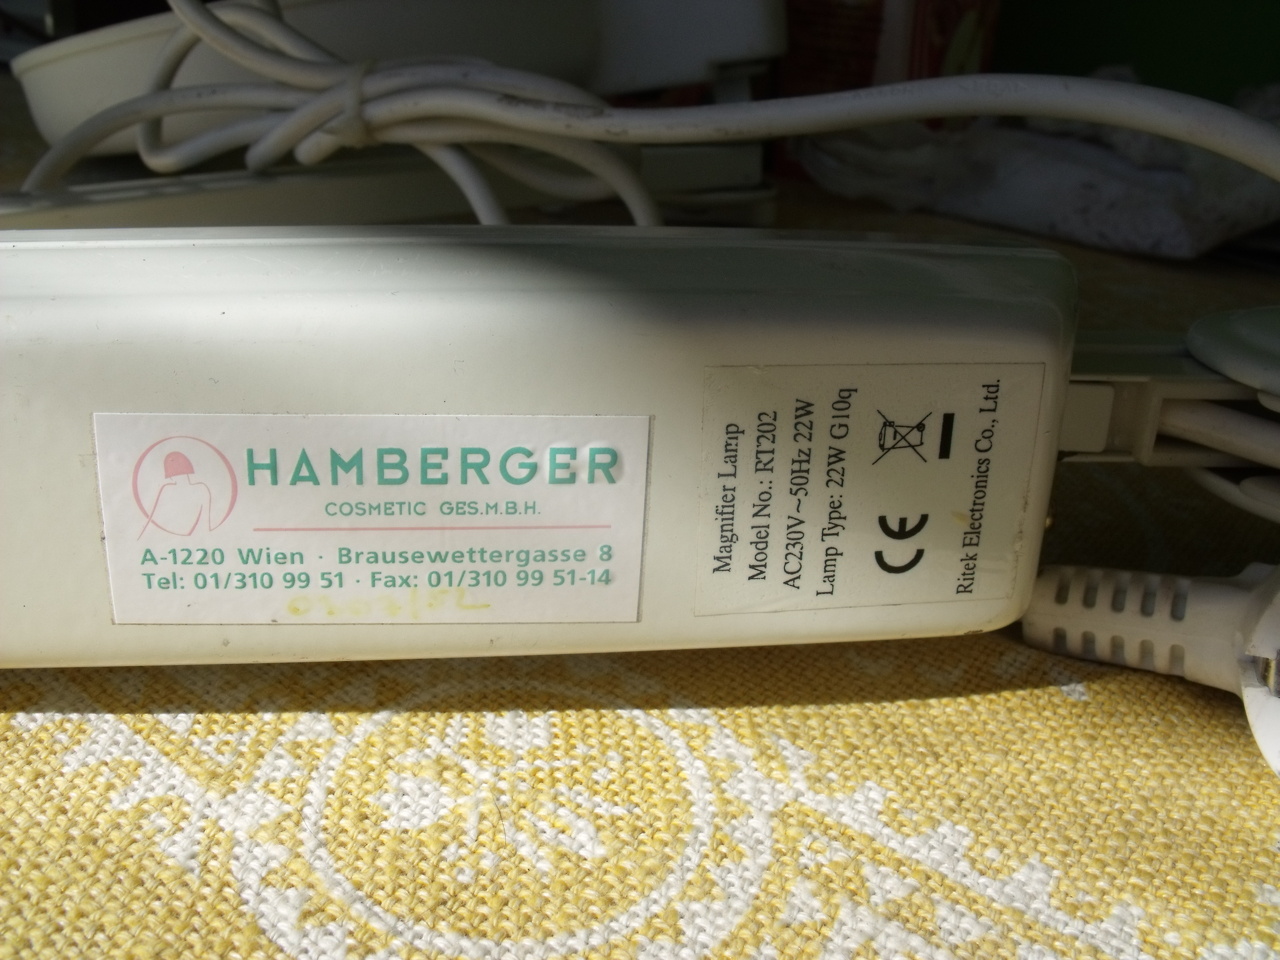 HAMBERGER
COSMETIC GES.M.B.H.
A-1220 Wien · Brausewettergasse 8
Tel: 01/310 99 51 · Fax: 01/310 99 51-14
Magnifier Lamp
Model No.: RT202
AC230V~50Hz 22W
Lamp Type: 22W G10q
CE
Ritek Electronics Co., Ltd.